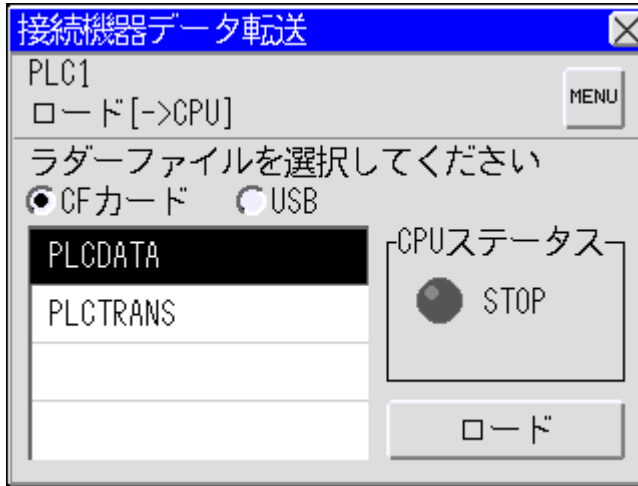 接続機器データ転送
PLC1
ロード[->CPU]
MENU
ラダーファイルを選択してください
CFカード USB
PLCDATA
PLCTRANS
CPUステータス
STOP
ロード